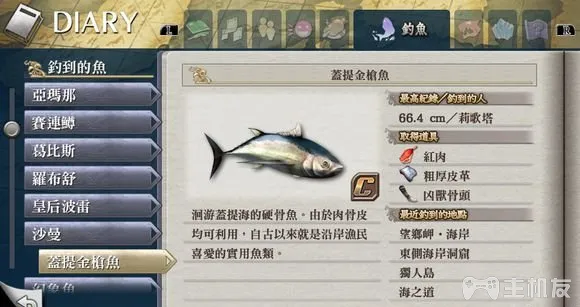 DIARY
L
釣魚
R
釣到的魚
亞瑪那
賽連鱒
葛比斯
羅布舒
皇后波雷
沙曼
蓋提金槍魚
蓋提金槍魚
C
洄游蓋提海的硬骨魚。由於肉骨皮
均可利用，自古以來就是沿岸漁民
喜愛的實用魚類。
最高紀錄／釣到的人
66.4 cm／莉歌塔
取得道具
紅肉
粗厚皮革
凶獸骨頭
最近釣到的地點
望鄉岬·海岸
東側海岸洞窟
獨人島
海之道
主机友